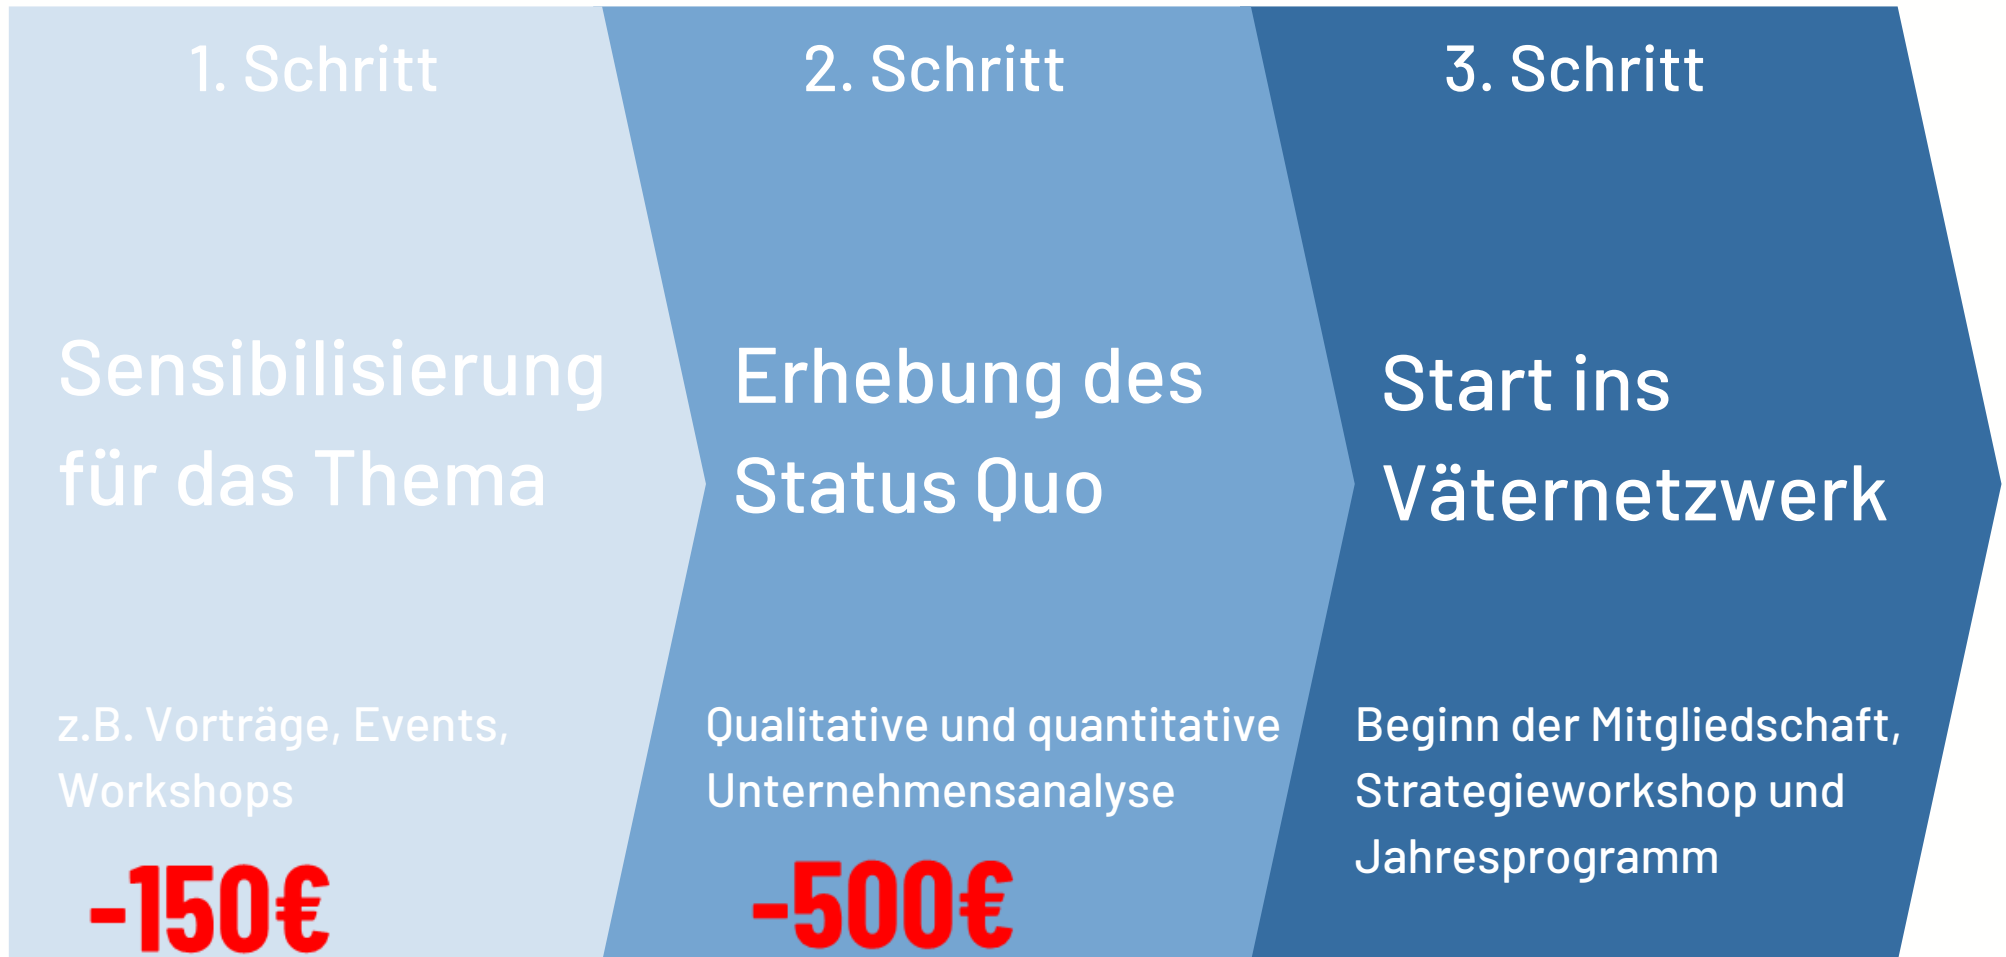 1. Schritt
Sensibilisierung
für das Thema
z.B. Vorträge, Events,
Workshops
-150€
2. Schritt
Erhebung des
Status Quo
Qualitative und quantitative
Unternehmensanalyse
-500€
3. Schritt
Start ins
Väternetzwerk
Beginn der Mitgliedschaft,
Strategieworkshop und
Jahresprogramm